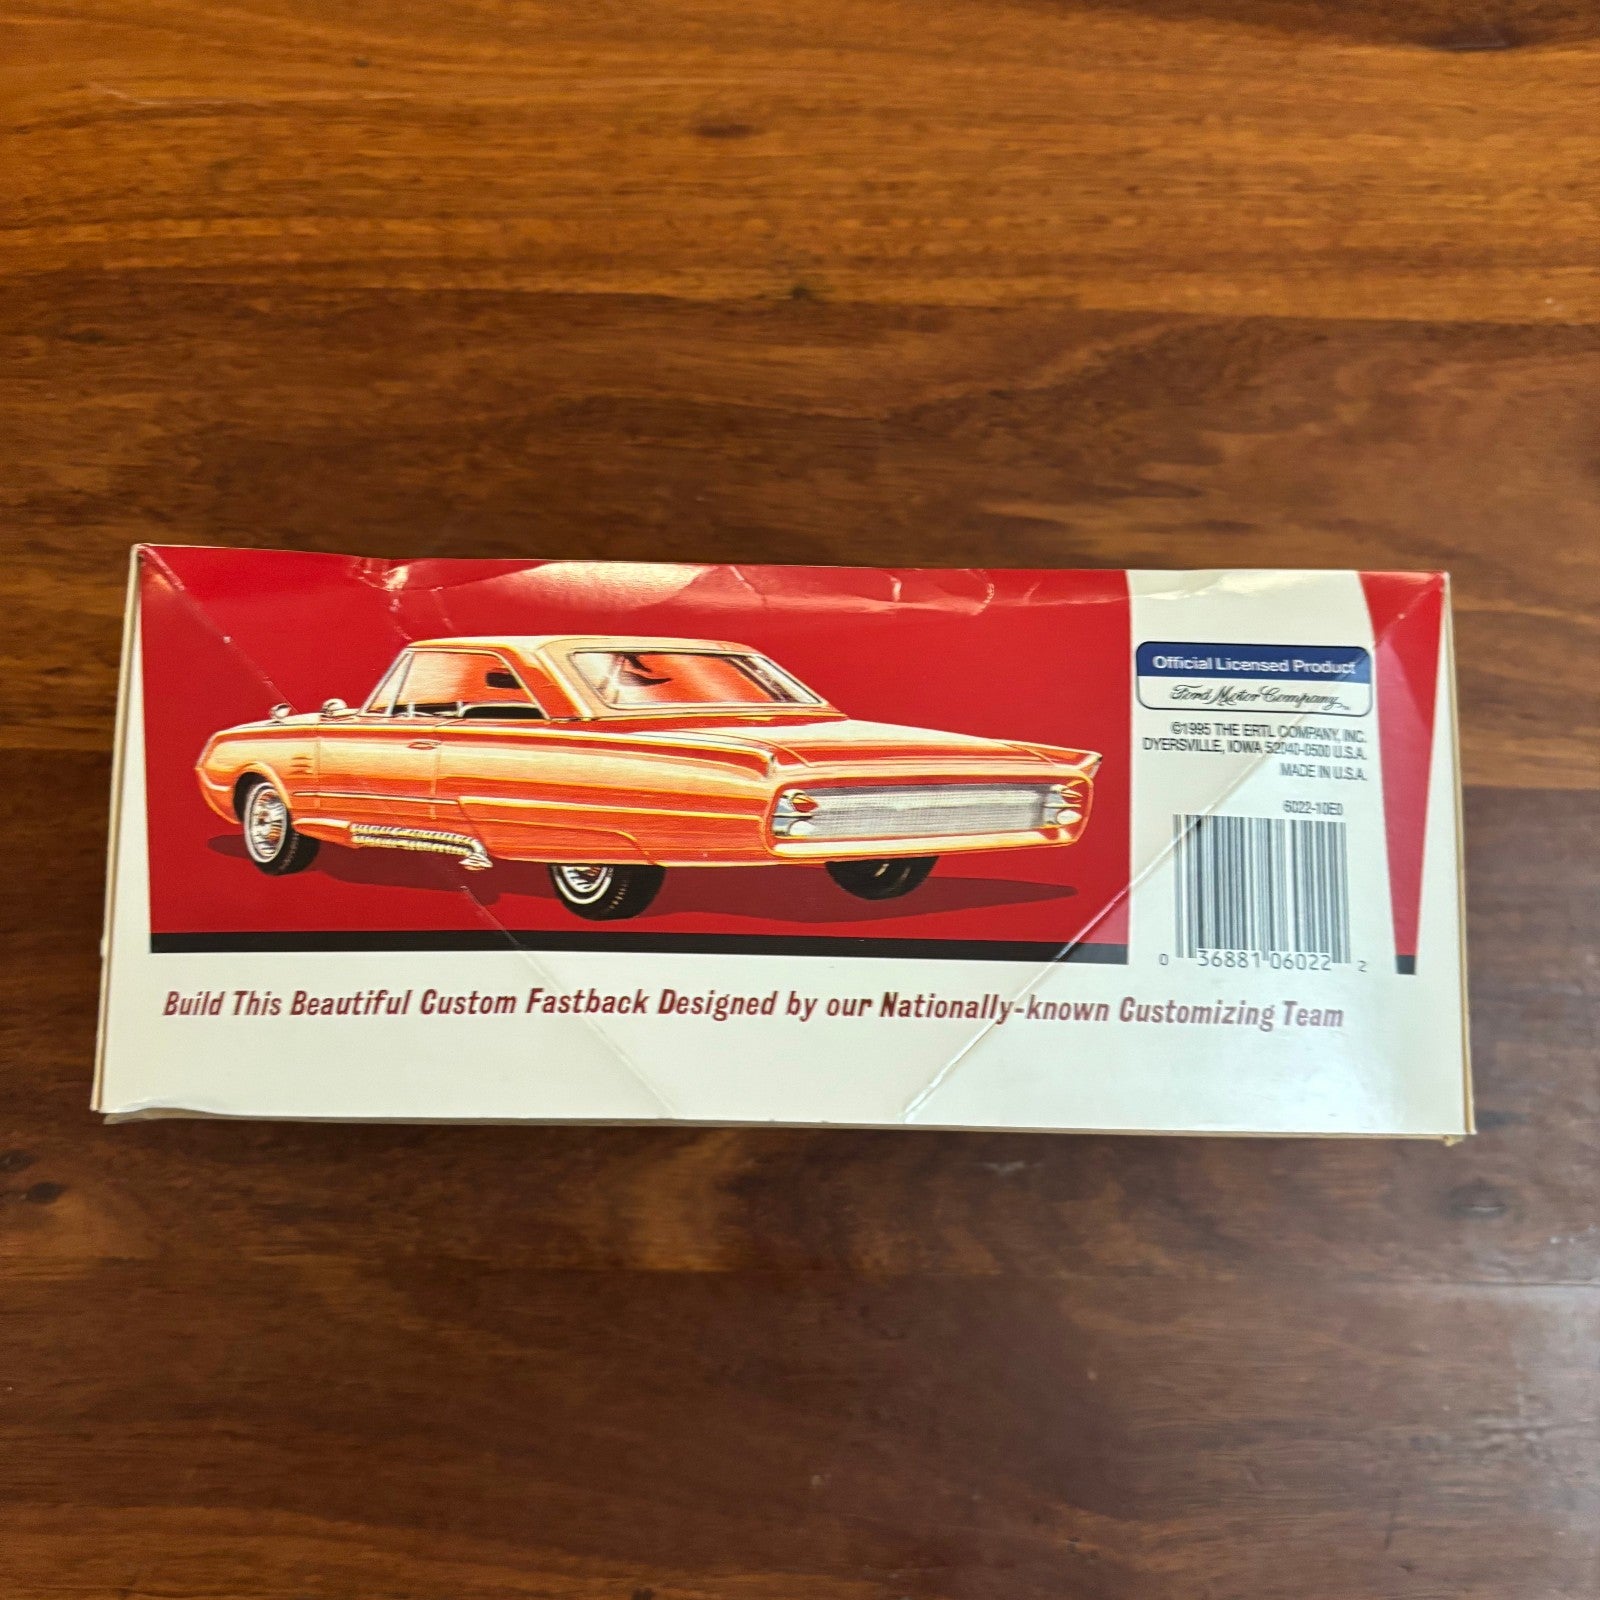 Official Licensed Product
Ford Motor Company
©1995 THE ERTL COMPANY, INC.
DYERSVILLE, IOWA 52040-0500 U.S.A.
MADE IN U.S.A.
6022-10EO
0 36881 06022 2
Build This Beautiful Custom Fastback Designed by our Nationally-known Customizing Team